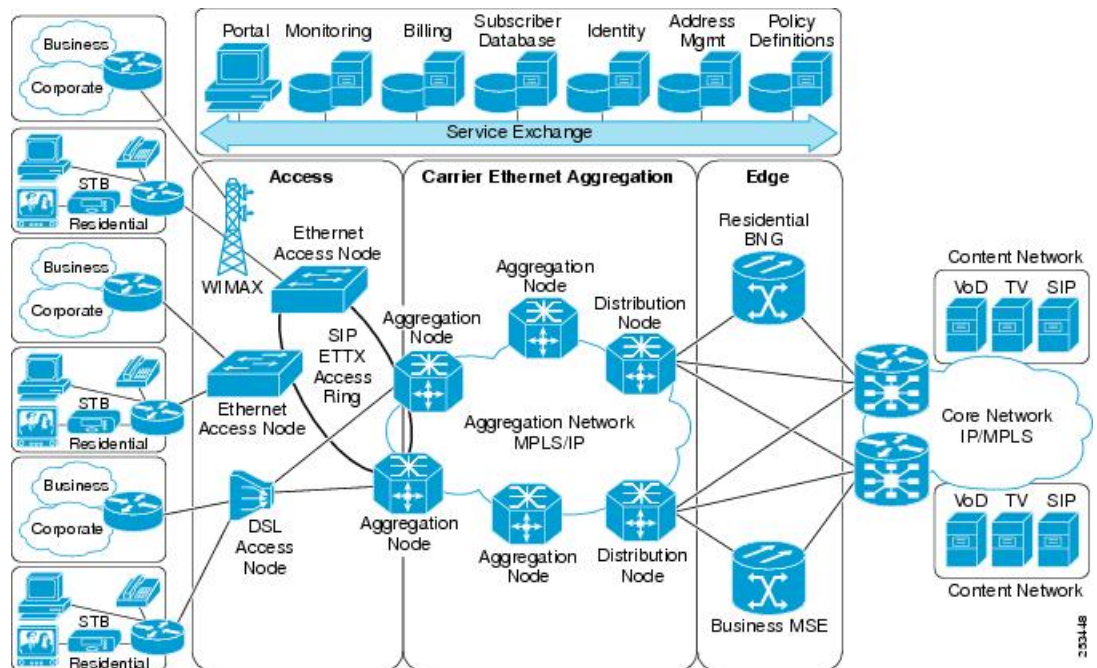 Portal
Monitoring
Billing
Subscriber
Database
Identity
Address
Mgmt
Policy
Definitions
Service Exchange
Business
Corporate
STB
Residential
Business
Corporate
STB
Residential
Business
Corporate
STB
Residential
Access
WIMAX
Ethernet
Access Node
SIP
ETTX
Access
Ring
Ethernet
Access Node
DSL
Access
Node
Carrier Ethernet Aggregation
Aggregation
Node
Aggregation
Node
Distribution
Node
Aggregation Network
MPLS/IP
Aggregation
Node
Aggregation
Node
Distribution
Node
Edge
Residential
BNG
Business MSE
Content Network
VoD TV SIP
Core Network
IP/MPLS
VoD TV SIP
Content Network
253448